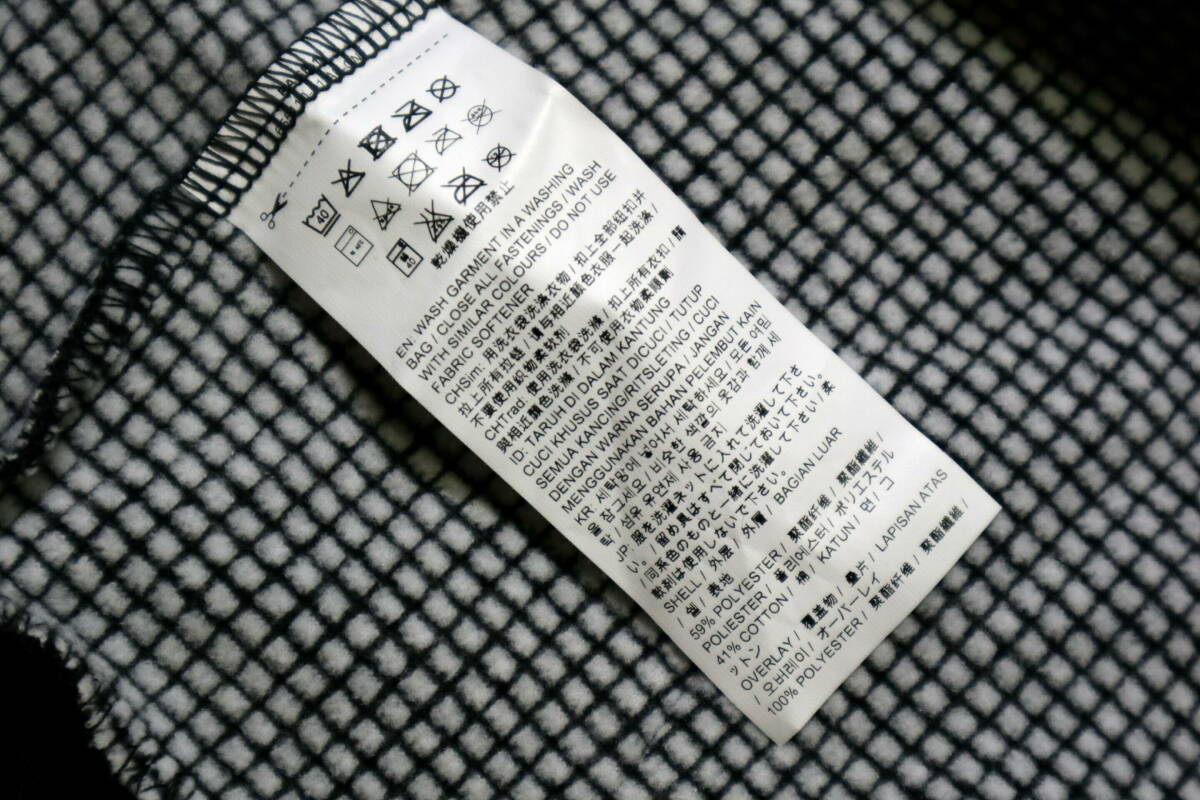 40
40
乾燥機使用禁止
EN: WASH GARMENT IN A WASHING
BAG / CLOSE ALL FASTENINGS / WASH
WITH SIMILAR COLOURS / DO NOT USE
FABRIC SOFTENER
CHSim: 用洗衣袋洗涤衣物 / 扣上全部纽扣并
拉上所有拉链 / 须与相近颜色衣服一起洗涤 /
不要使用织物柔软剂
CHTrad: 使用洗衣袋洗滌 / 扣上所有衣扣 / 須
與相近顏色洗滌 / 不可使用衣物柔順劑
ID: TARUH DI DALAM KANTUNG
CUCI KHUSUS SAAT DICUCI / TUTUP
SEMUA KANCING/RITSLETING / CUCI
DENGAN WARNA SERUPA / JANGAN
MENGGUNAKAN BAHAN PELEMBUT KAIN
KR: 세탁망에 넣어서 세탁하세요 / 모든 여밈
을 잠그세요 / 비슷한 색깔의 옷감과 함께 세
탁 / 섬유 유연제 사용 금지
JP: 服を洗濯ネットに入れて洗濯して下さ
い。 / 留め具はすべて閉じておいて下さい。
/ 同系色のものと一緒に洗濯して下さい / 柔
軟剤は使用しないで下さい。
SHELL / 外层 / 外層 / BAGIAN LUAR
/ 쉘 / 表地
59% POLYESTER / 聚酯纤维 / 聚酯纖維 /
POLIESTER / 폴리에스터 / ポリエステル
41% COTTON / 棉 / 棉 / KATUN / 면 / コ
ットン
OVERLAY / 覆盖物 / 疊片 / LAPISAN ATAS
/ 오버레이 / オーバーレイ
100% POLYESTER / 聚酯纤维 / 聚酯纖維 /